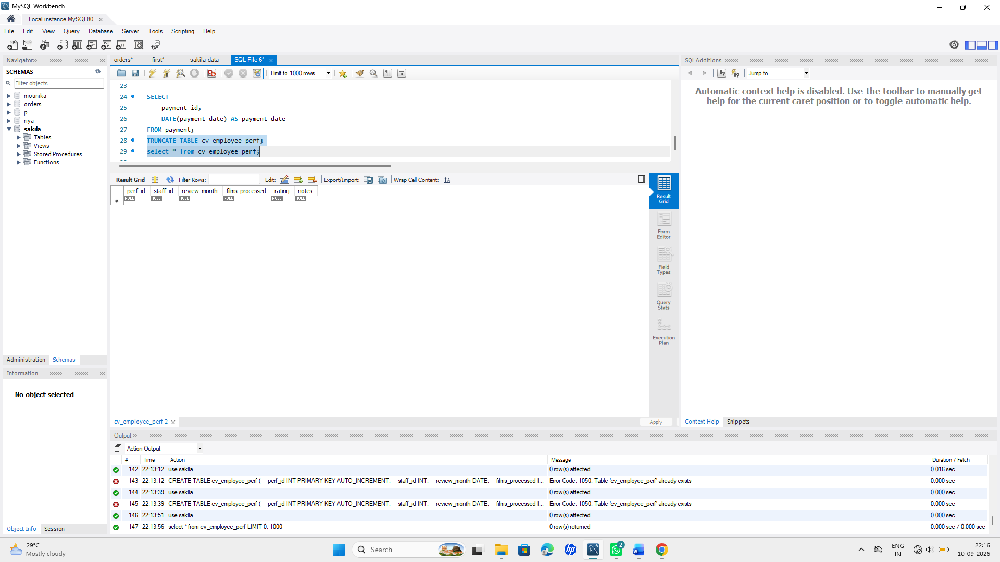 MySQL Workbench
Local instance MySQL80
File Edit View Query Database Server Tools Scripting Help
Navigator
SCHEMAS
Filter objects
mounika
orders
p
riya
sakila
Tables
Views
Stored Procedures
Functions
Administration Schemas
Information
No object selected
Object Info Session
orders* first* sakila-data SQL File 6*
Limit to 1000 rows
23
24 SELECT
25 payment_id,
26 DATE(payment_date) AS payment_date
27 FROM payment;
28 TRUNCATE TABLE cv_employee_perf;
29 select * from cv_employee_perf;
Result Grid Filter Rows: Edit: Export/Import: Wrap Cell Content:
perf_id staff_id review_month films_processed rating notes
NULL NULL NULL NULL NULL NULL
Result Grid
Form Editor
Field Types
Query Stats
Execution Plan
cv_employee_perf 2
Apply
SQLAdditions
Jump to
Automatic context help is disabled. Use the toolbar to manually get
help for the current caret position or to toggle automatic help.
Context Help Snippets
Output
Action Output
# Time Action Message Duration / Fetch
142 22:13:12 use sakila 0 row(s) affected 0.016 sec
143 22:13:12 CREATE TABLE cv_employee_perf ( perf_id INT PRIMARY KEY AUTO_INCREMENT, staff_id INT, review_month DATE, films_processed I... Error Code: 1050. Table 'cv_employee_perf' already exists 0.000 sec
144 22:13:39 use sakila 0 row(s) affected 0.000 sec
145 22:13:39 CREATE TABLE cv_employee_perf ( perf_id INT PRIMARY KEY AUTO_INCREMENT, staff_id INT, review_month DATE, films_processed I... Error Code: 1050. Table 'cv_employee_perf' already exists 0.000 sec
146 22:13:51 use sakila 0 row(s) affected 0.000 sec
147 22:13:56 select * from cv_employee_perf LIMIT 0, 1000 0 row(s) returned 0.000 sec / 0.000 sec
29°C
Mostly cloudy
Search
hp
2
ENG
IN
22:16
10-09-2026